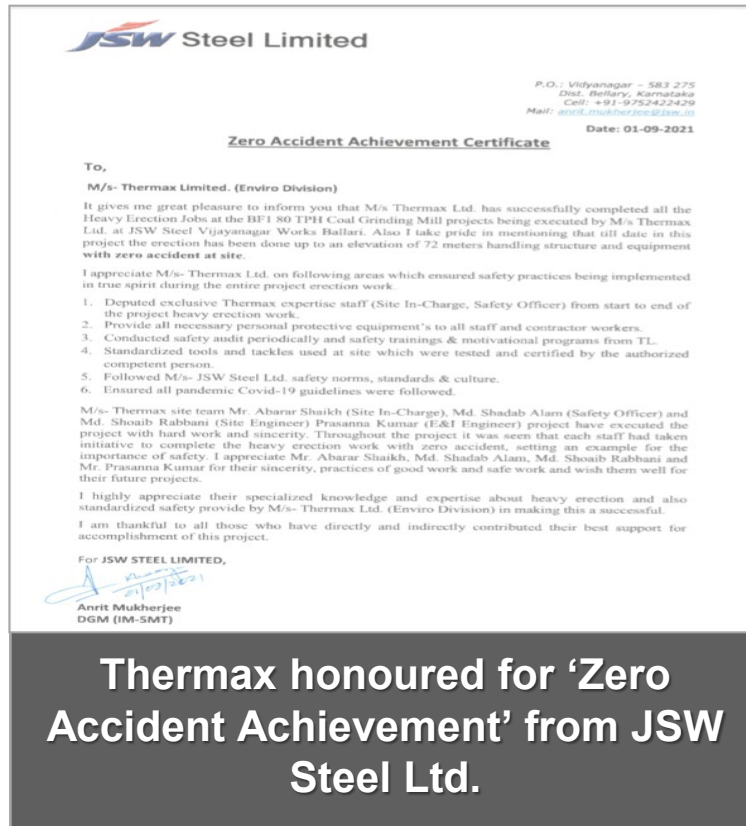 JSW Steel Limited
P.O.: Vidyanagar - 583 275
Dist. Bellary, Karnataka
Cell: +91-9752422429
Mail: anrit.mukherjee@jsw.in
Date: 01-09-2021
Zero Accident Achievement Certificate
To,
M/s- Thermax Limited. (Enviro Division)
It gives me great pleasure to inform you that M/s Thermax Ltd. has successfully completed all the
Heavy Erection Jobs at the BF1 80 TPH Coal Grinding Mill projects being executed by M/s Thermax
Ltd. at JSW Steel Vijayanagar Works Ballari. Also I take pride in mentioning that till date in this
project the erection has been done up to an elevation of 72 meters handling structure and equipment
with zero accident at site.
I appreciate M/s- Thermax Ltd. on following areas which ensured safety practices being implemented
in true spirit during the entire project erection work.
1. Deputed exclusive Thermax expertise staff (Site In-Charge, Safety Officer) from start to end of
the project heavy erection work.
2. Provide all necessary personal protective equipment's to all staff and contractor workers.
3. Conducted safety audit periodically and safety trainings & motivational programs from TL.
4. Standardized tools and tackles used at site which were tested and certified by the authorized
competent person.
5. Followed M/s- JSW Steel Ltd. safety norms, standards & culture.
6. Ensured all pandemic Covid-19 guidelines were followed.
M/s- Thermax site team Mr. Abarar Shaikh (Site In-Charge), Md. Shadab Alam (Safety Officer) and
Md. Shoaib Rabbani (Site Engineer) Prasanna Kumar (E&I Engineer) project have executed the
project with hard work and sincerity. Throughout the project it was seen that each staff had taken
initiative to complete the heavy erection work with zero accident, setting an example for the
importance of safety. I appreciate Mr. Abarar Shaikh, Md. Shadab Alam, Md. Shoaib Rabbani and
Mr. Prasanna Kumar for their sincerity, practices of good work and safe work and wish them well for
their future projects.
I highly appreciate their specialized knowledge and expertise about heavy erection and also
standardized safety provide by M/s- Thermax Ltd. (Enviro Division) in making this a successful.
I am thankful to all those who have directly and indirectly contributed their best support for
accomplishment of this project.
For JSW STEEL LIMITED,
01/09/2021
Anrit Mukherjee
DGM (IM-SMT)
Thermax honoured for ‘Zero
Accident Achievement’ from JSW
Steel Ltd.